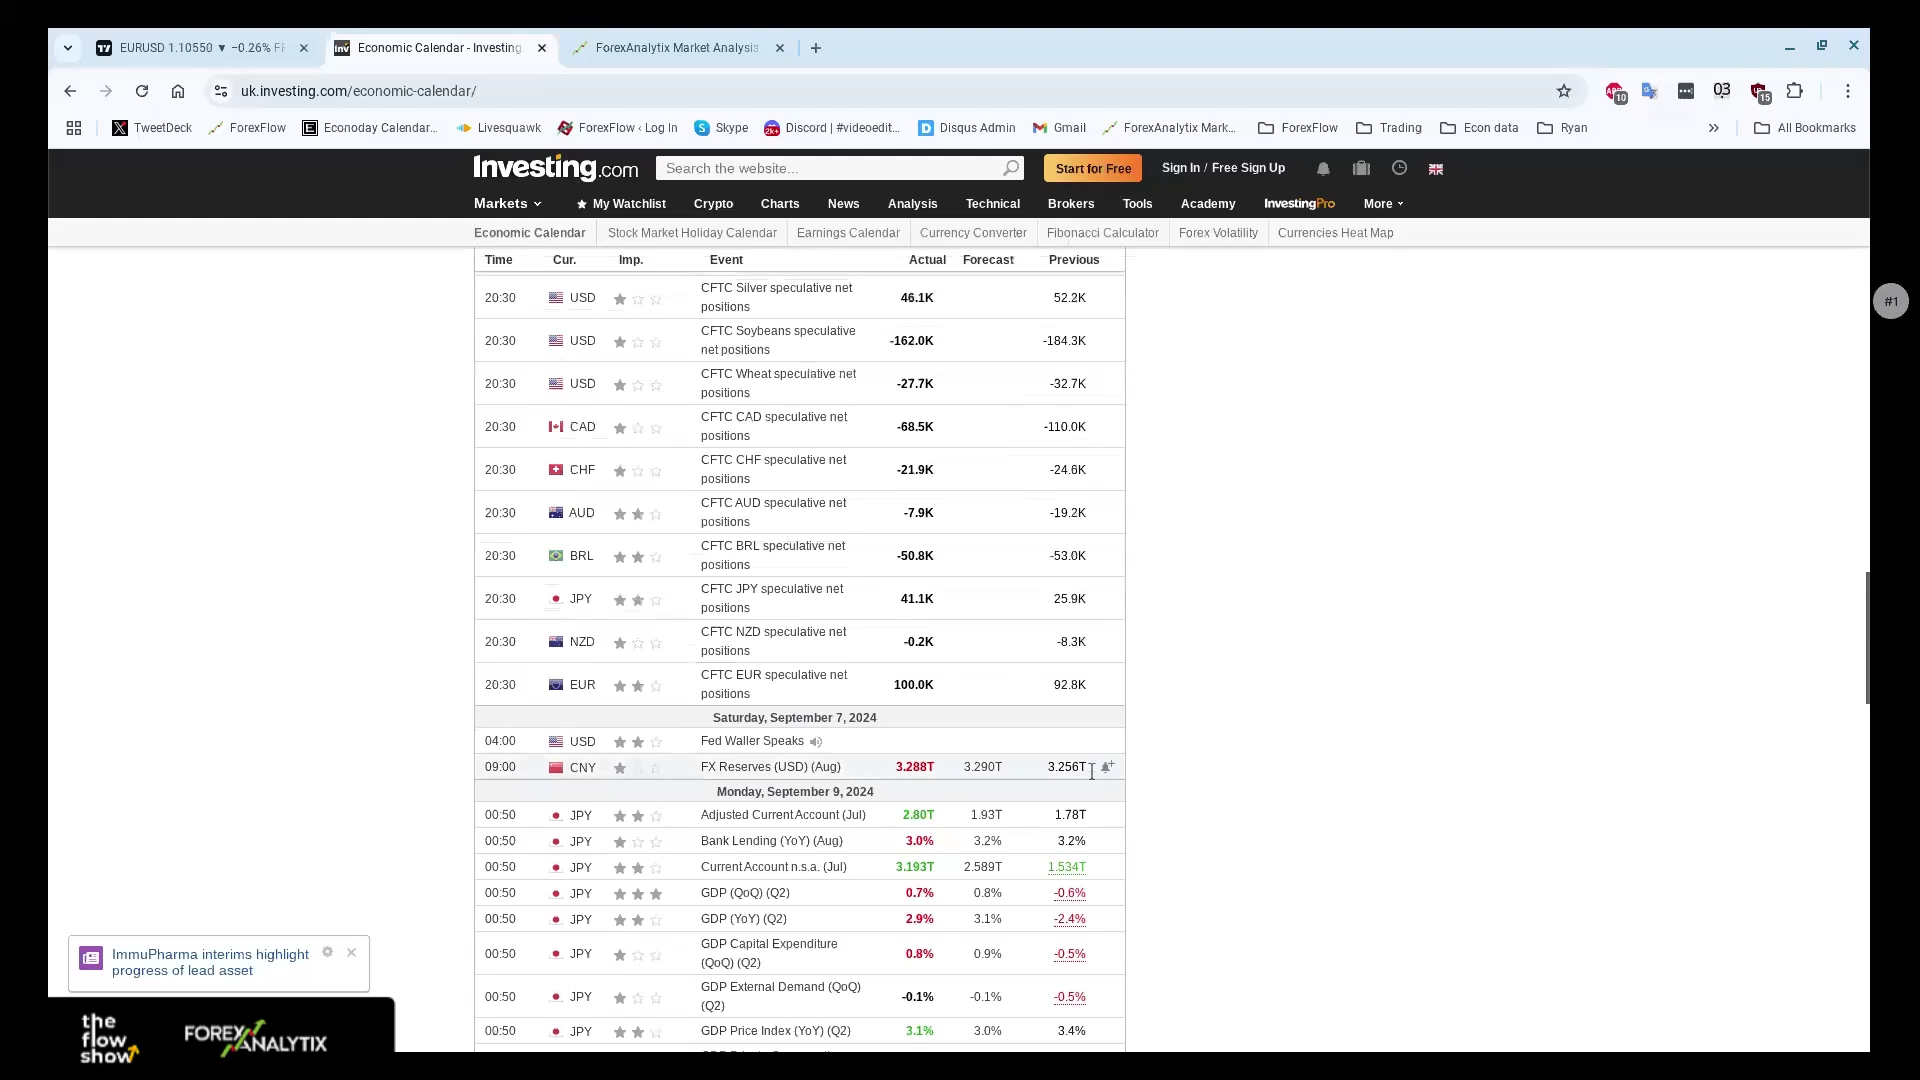 EURUSD 1.10550 ▼ −0.26%
Economic Calendar - Investing
ForexAnalytix Market Analysis
uk.investing.com/economic-calendar/
10
03
15
TweetDeck
ForexFlow
Econoday Calendar...
Livesquawk
ForexFlow ‹ Log In
Skype
Discord | #videoedit...
Disqus Admin
Gmail
ForexAnalytix Mark...
ForexFlow
Trading
Econ data
Ryan
All Bookmarks
Investing.com
Search the website...
Start for Free
Sign In / Free Sign Up
Markets
My Watchlist
Crypto
Charts
News
Analysis
Technical
Brokers
Tools
Academy
InvestingPro
More
Economic Calendar
Stock Market Holiday Calendar
Earnings Calendar
Currency Converter
Fibonacci Calculator
Forex Volatility
Currencies Heat Map
Time Cur. Imp. Event Actual Forecast Previous
20:30 USD CFTC Silver speculative net 46.1K 52.2K
positions
20:30 USD CFTC Soybeans speculative -162.0K -184.3K
net positions
20:30 USD CFTC Wheat speculative net -27.7K -32.7K
positions
20:30 CAD CFTC CAD speculative net -68.5K -110.0K
positions
20:30 CHF CFTC CHF speculative net -21.9K -24.6K
positions
20:30 AUD CFTC AUD speculative net -7.9K -19.2K
positions
20:30 BRL CFTC BRL speculative net -50.8K -53.0K
positions
20:30 JPY CFTC JPY speculative net 41.1K 25.9K
positions
20:30 NZD CFTC NZD speculative net -0.2K -8.3K
positions
20:30 EUR CFTC EUR speculative net 100.0K 92.8K
positions
Saturday, September 7, 2024
04:00 USD Fed Waller Speaks
09:00 CNY FX Reserves (USD) (Aug) 3.288T 3.290T 3.256T
Monday, September 9, 2024
00:50 JPY Adjusted Current Account (Jul) 2.80T 1.93T 1.78T
00:50 JPY Bank Lending (YoY) (Aug) 3.0% 3.2% 3.2%
00:50 JPY Current Account n.s.a. (Jul) 3.193T 2.589T 1.534T
00:50 JPY GDP (QoQ) (Q2) 0.7% 0.8% -0.6%
00:50 JPY GDP (YoY) (Q2) 2.9% 3.1% -2.4%
00:50 JPY GDP Capital Expenditure 0.8% 0.9% -0.5%
(QoQ) (Q2)
00:50 JPY GDP External Demand (QoQ) -0.1% -0.1% -0.5%
(Q2)
00:50 JPY GDP Price Index (YoY) (Q2) 3.1% 3.0% 3.4%
#1
ImmuPharma interims highlight
progress of lead asset
the
flow
show
FOREXANALYTIX